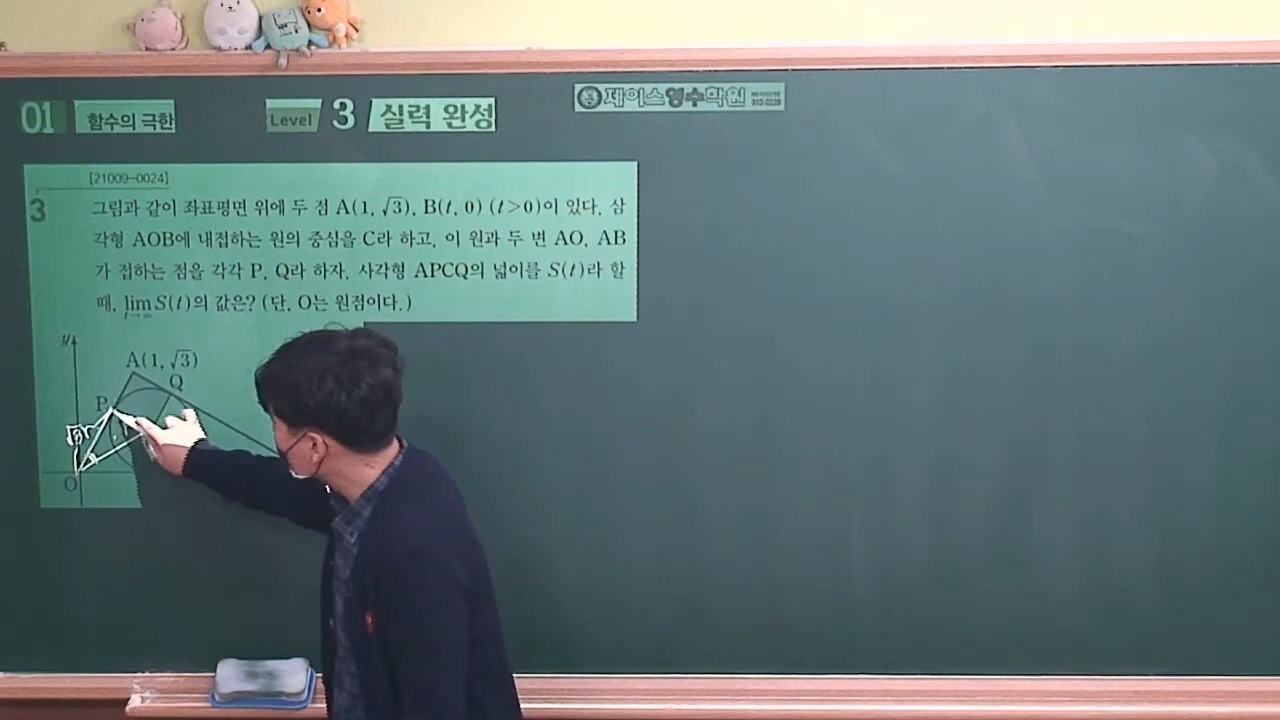 01 함수의 극한 Level 3 실력 완성
제이스영수학원
[21009-0024]
3 그림과 같이 좌표평면 위에 두 점 A(1, √3), B(t, 0) (t>0)이 있다. 삼
각형 AOB에 내접하는 원의 중심을 C라 하고, 이 원과 두 변 AO, AB
가 접하는 점을 각각 P, Q라 하자. 사각형 APCQ의 넓이를 S(t)라 할
때, lim S(t)의 값은? (단, O는 원점이다.)
t→∞
y
A(1, √3)
Q
P
√3r
O